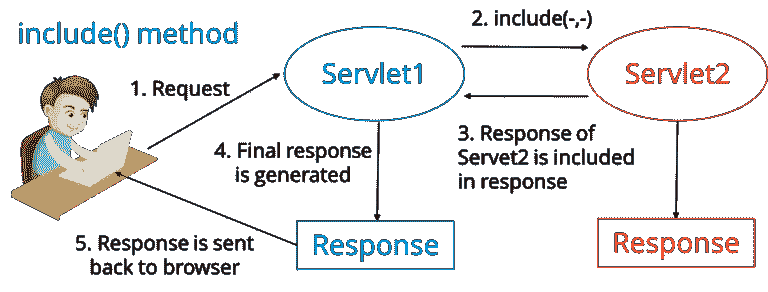 include() method
1. Request
Servlet1
2. include(-,-)
Servlet2
3. Response of
Servet2 is included
in response
4. Final response
is generated
5. Response is sent
back to browser
Response
Response